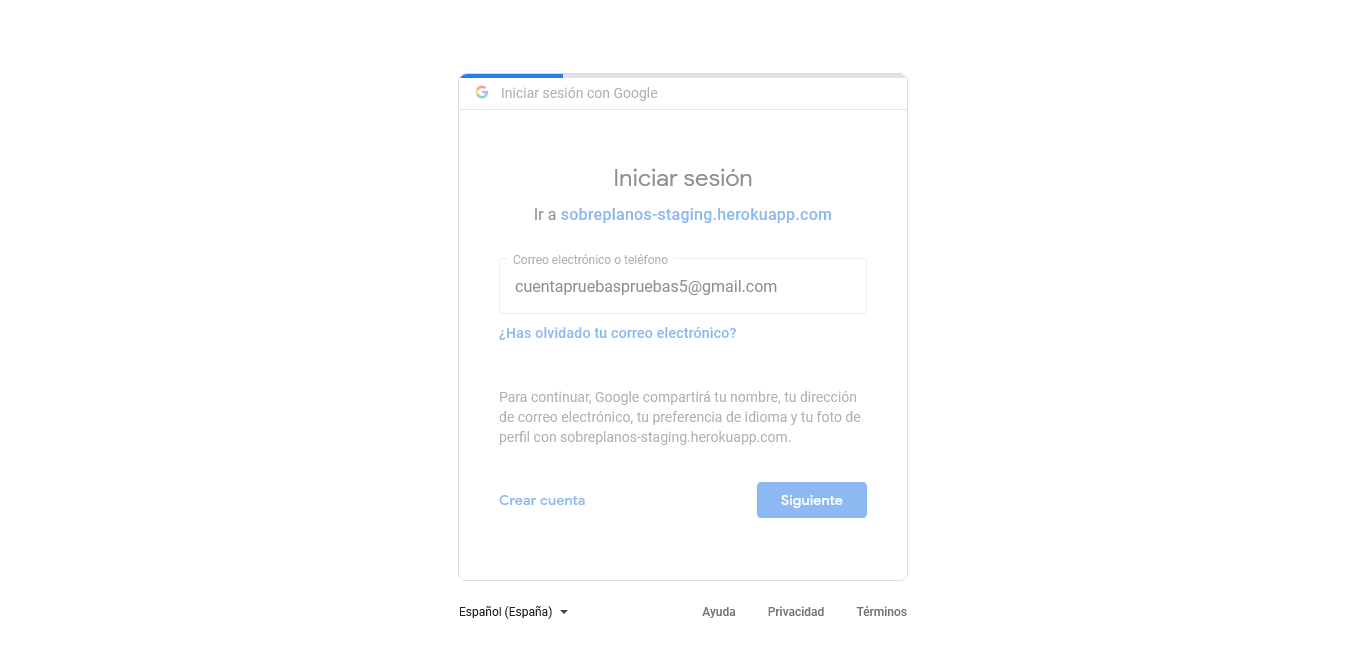 Iniciar sesión con Google
Iniciar sesión
Ir a sobreplanos-staging.herokuapp.com
Correo electrónico o teléfono
cuentapruebaspruebas5@gmail.com
¿Has olvidado tu correo electrónico?
Para continuar, Google compartirá tu nombre, tu dirección
de correo electrónico, tu preferencia de idioma y tu foto de
perfil con sobreplanos-staging.herokuapp.com.
Crear cuenta Siguiente
Español (España) Ayuda Privacidad Términos